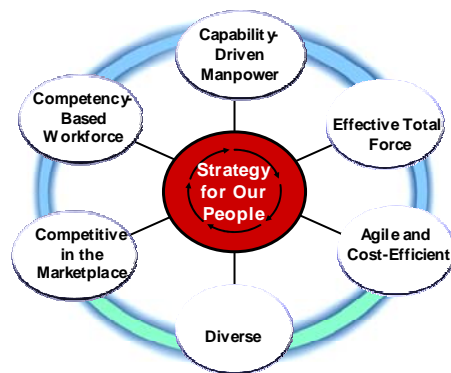 Capability-
Driven
Manpower
Competency-
Based
Workforce
Effective Total
Force
Strategy
for Our
People
Competitive
in the
Marketplace
Agile and
Cost-Efficient
Diverse